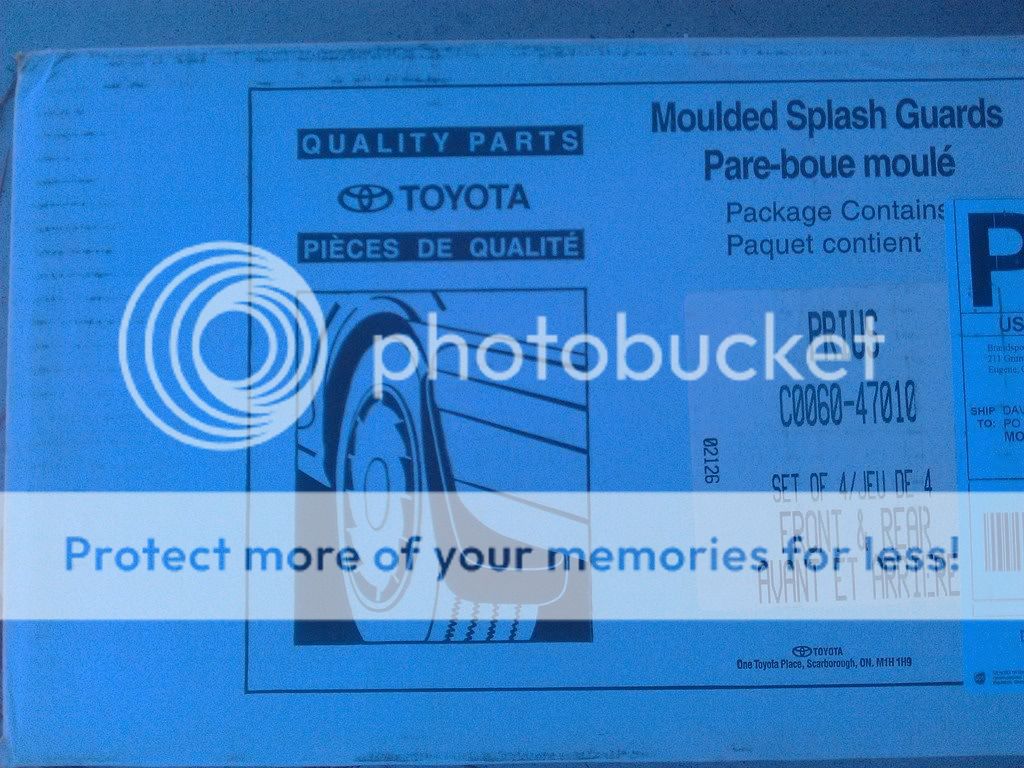 QUALITY PARTS
TOYOTA
PIÈCES DE QUALITÉ
Moulded Splash Guards
Pare-boue moulé
Package Contains
Paquet contient
PRIUS
C0060-47010
02126
SET OF 4/JEU DE 4
FRONT & REAR
AVANT ET ARRIERE
TOYOTA
One Toyota Place, Scarborough, ON. M1H 1H9
P
US
SHIP
TO:
photobucket
Protect more of your memories for less!